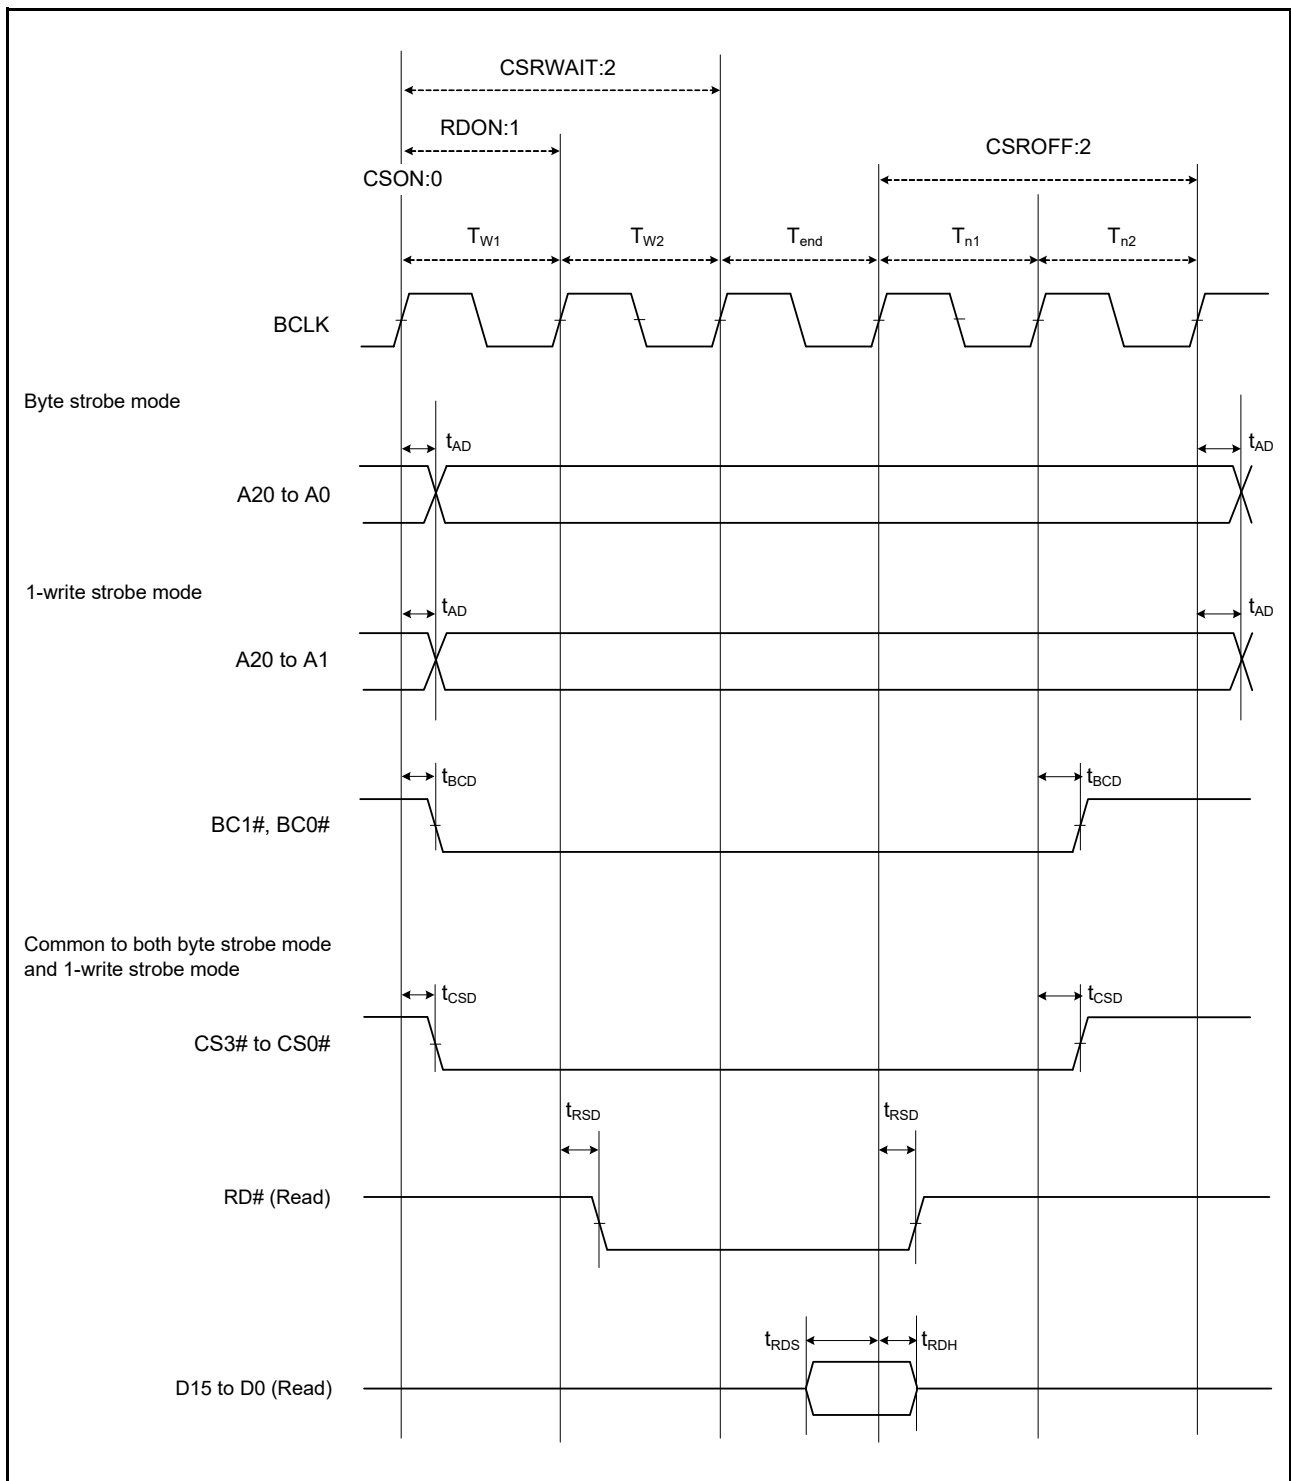 CSRWAIT:2
RDON:1
CSROFF:2
CSON:0
TW1
TW2
Tend
Tn1
Tn2
BCLK
Byte strobe mode
tAD
tAD
A20 to A0
1-write strobe mode
tAD
tAD
A20 to A1
tBCD
tBCD
BC1#, BC0#
Common to both byte strobe mode
and 1-write strobe mode
tCSD
tCSD
CS3# to CS0#
tRSD
tRSD
RD# (Read)
tRDS
tRDH
D15 to D0 (Read)